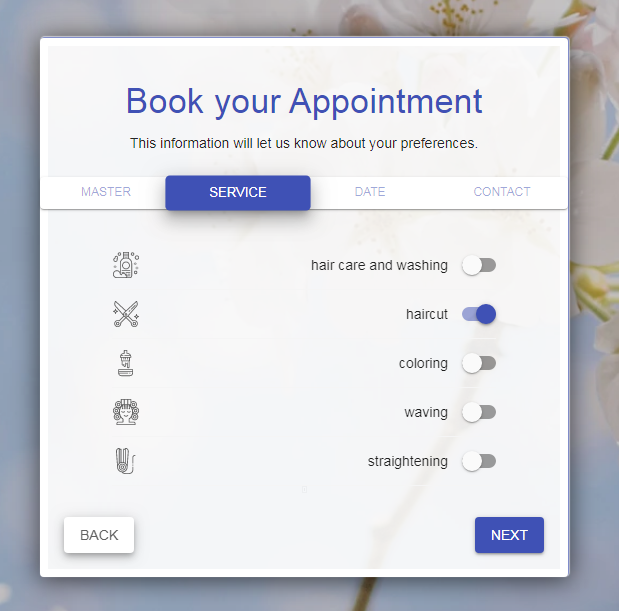 Book your Appointment
This information will let us know about your preferences.
MASTER SERVICE DATE CONTACT
hair care and washing
haircut
coloring
waving
straightening
BACK NEXT